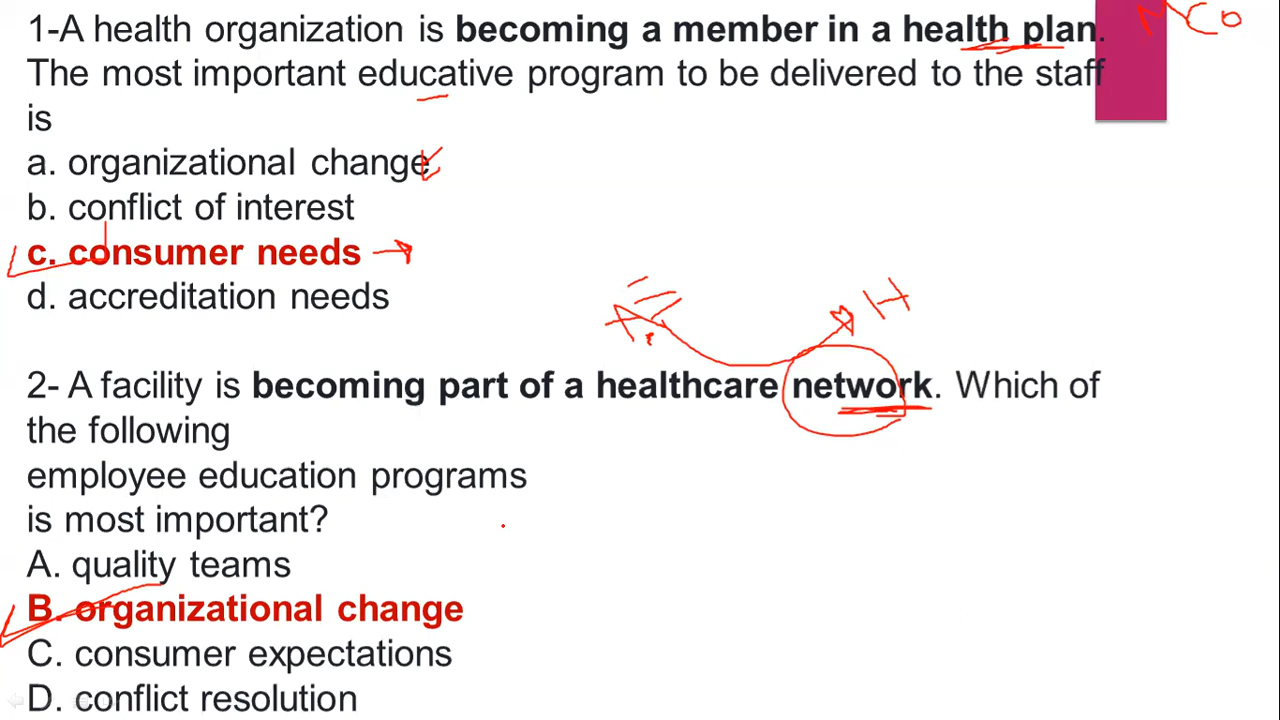 MCO
1-A health organization is becoming a member in a health plan.
The most important educative program to be delivered to the staff
is
a. organizational change
b. conflict of interest
c. consumer needs
d. accreditation needs
H
2- A facility is becoming part of a healthcare network. Which of
the following
employee education programs
is most important?
A. quality teams
B. organizational change
C. consumer expectations
D. conflict resolution